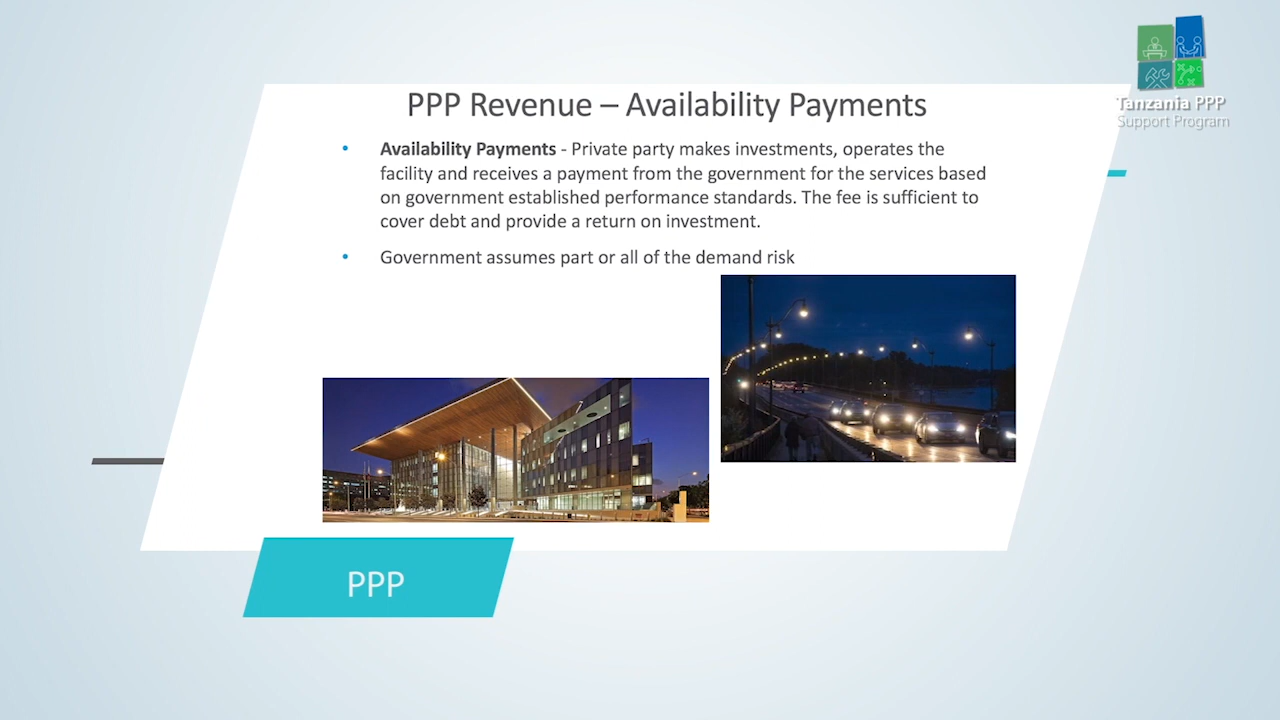 Tanzania PPP
Support Program
PPP Revenue – Availability Payments
• Availability Payments - Private party makes investments, operates the
facility and receives a payment from the government for the services based
on government established performance standards. The fee is sufficient to
cover debt and provide a return on investment.
• Government assumes part or all of the demand risk
PPP